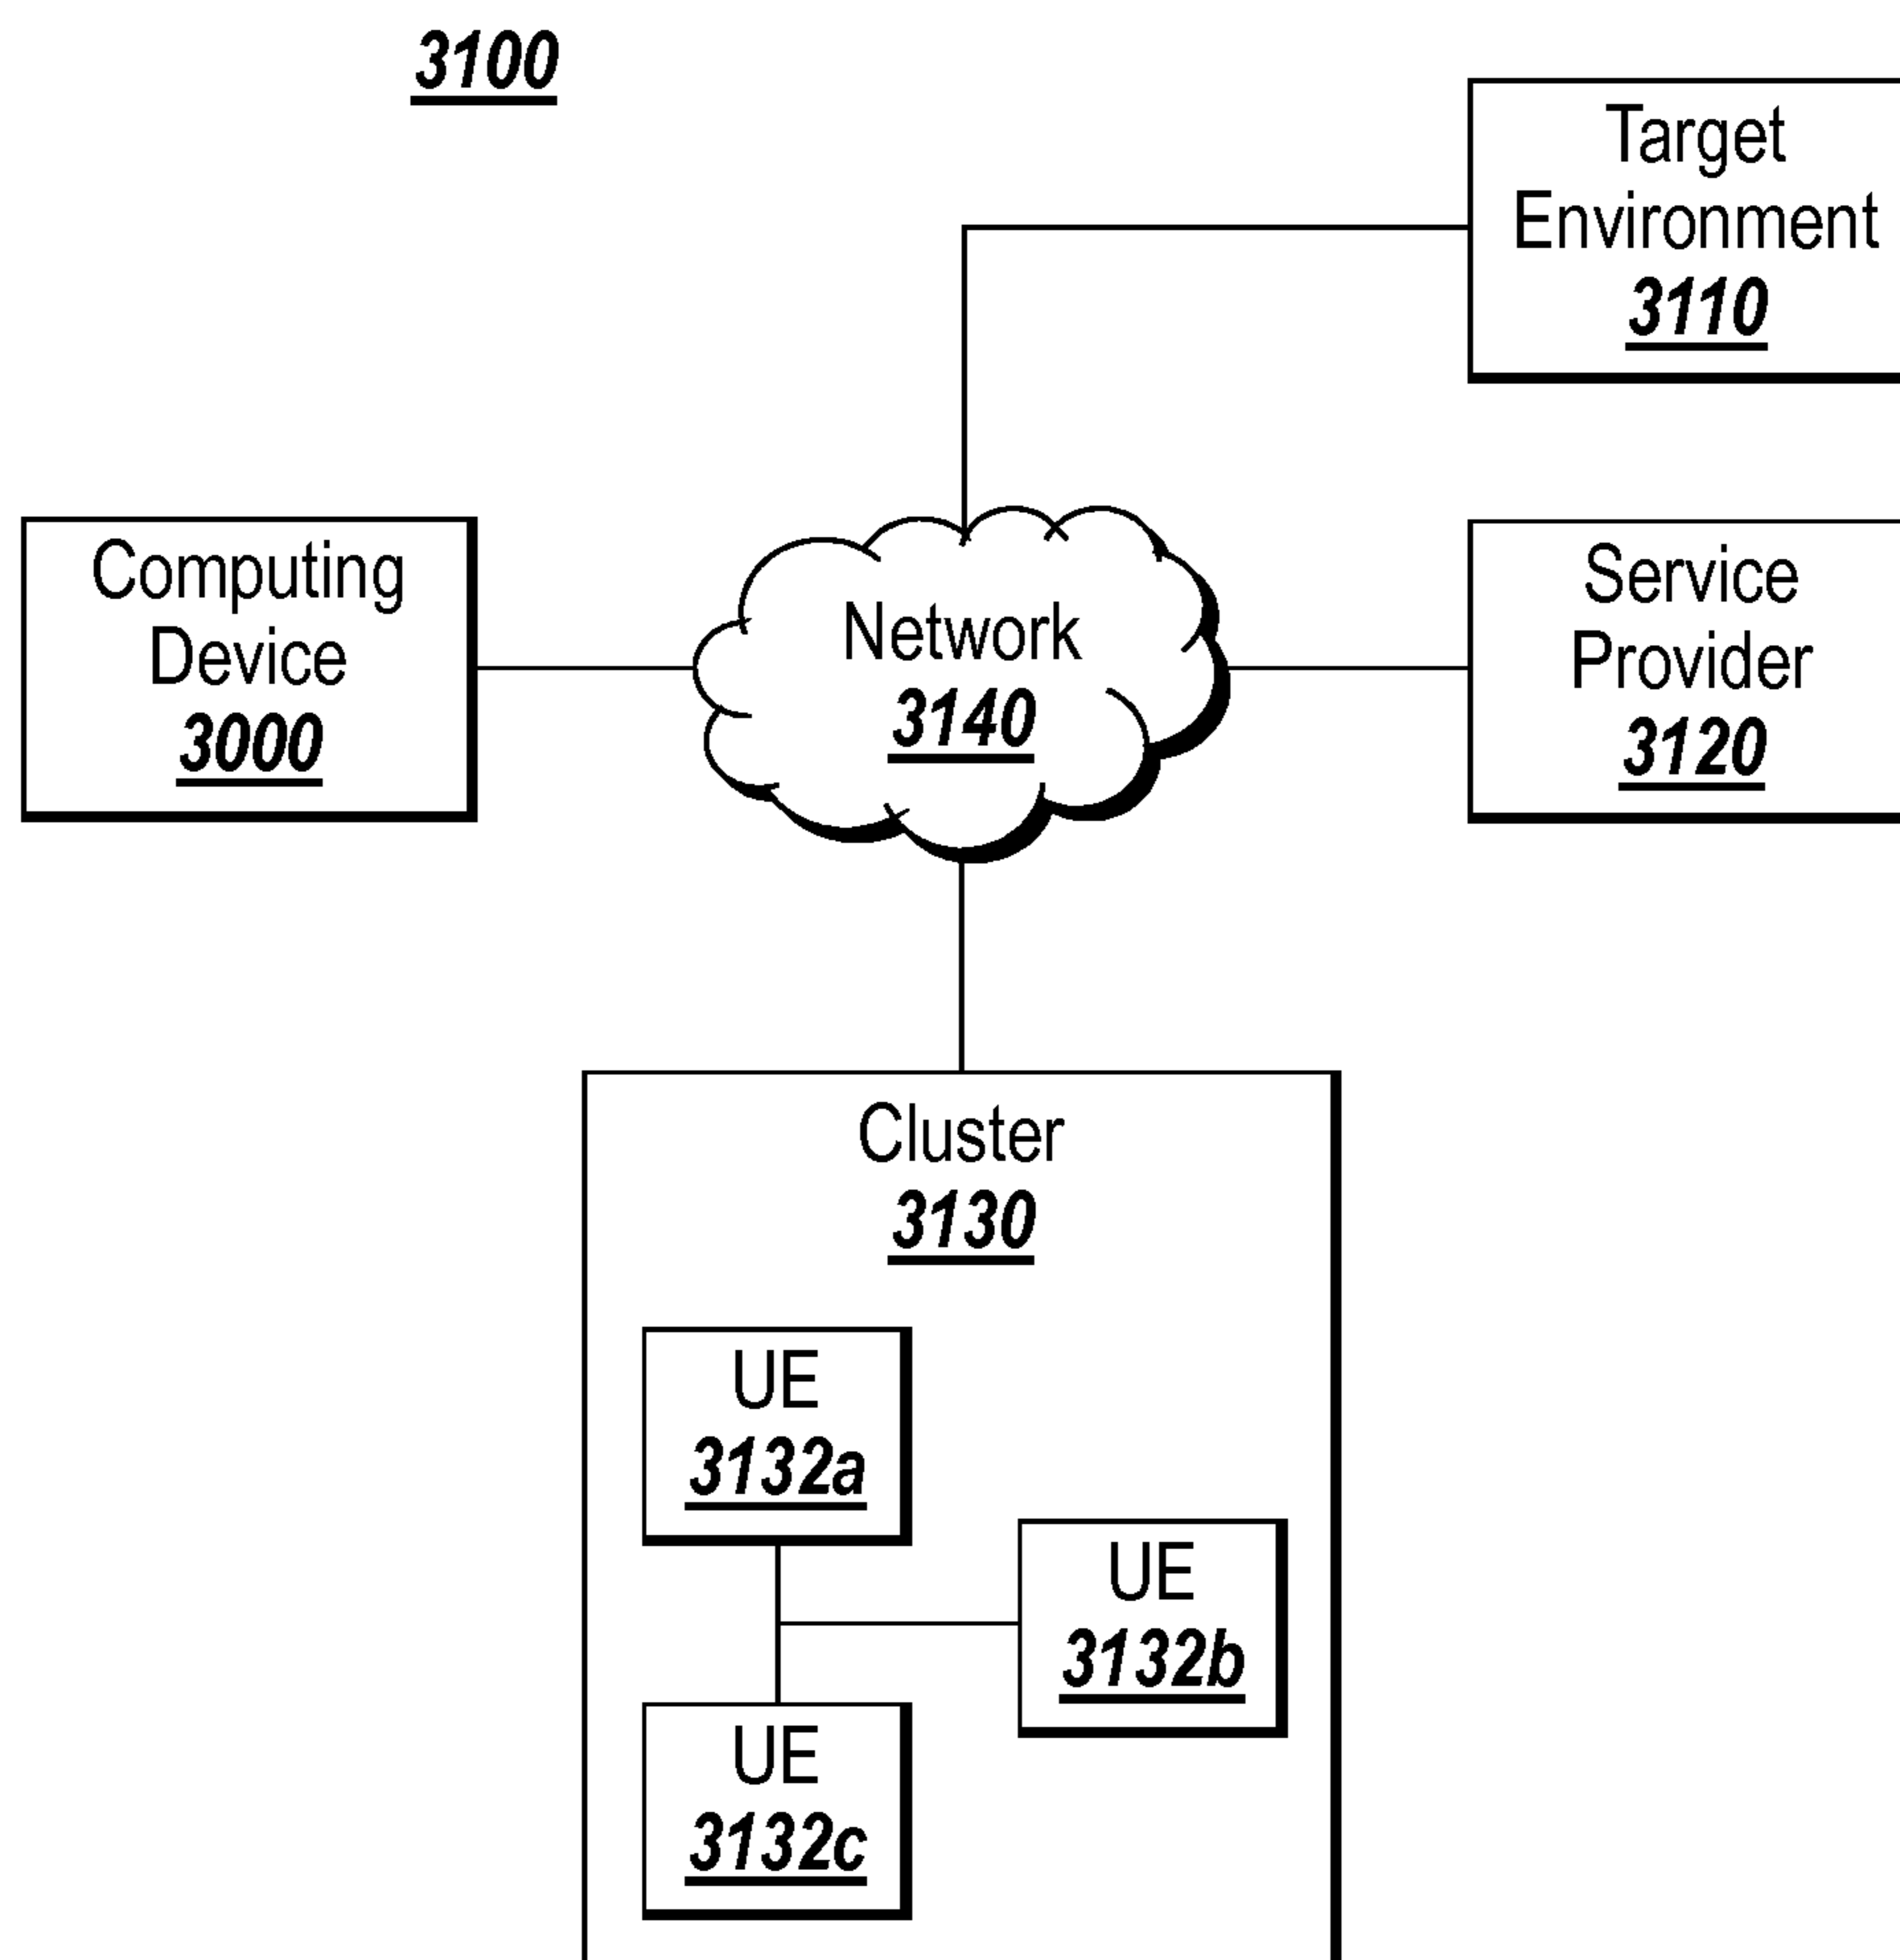 3100
Target
Environment
3110
Computing
Device
3000
Network
3140
Service
Provider
3120
Cluster
3130
UE
3132a
UE
3132b
UE
3132c